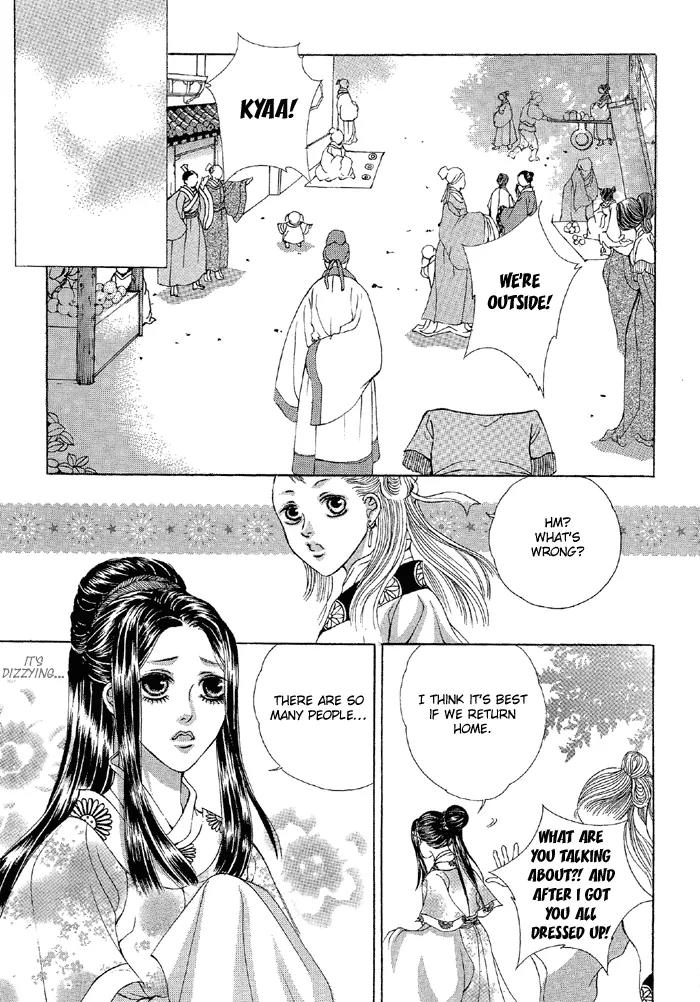 KYAA!
WE'RE
OUTSIDE!
HM?
WHAT'S
WRONG?
IT'S
DIZZYING...
THERE ARE SO
MANY PEOPLE...
I THINK IT'S BEST
IF WE RETURN
HOME.
WHAT ARE
YOU TALKING
ABOUT?! AND
AFTER I GOT
YOU ALL
DRESSED UP!